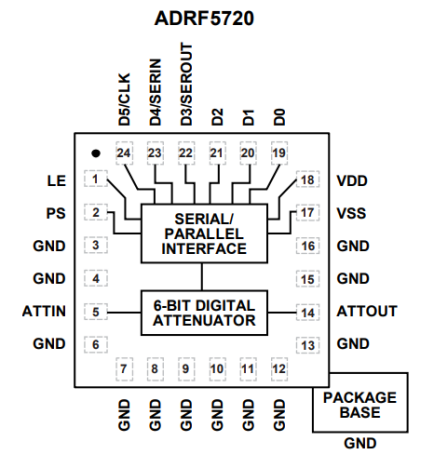 ADRF5720
D5/CLK
D4/SERIN
D3/SEROUT
D2
D1
D0
24
23
22
21
20
19
LE
1
18
VDD
PS
2
17
VSS
GND
3
16
GND
GND
4
15
GND
ATTIN
5
14
ATTOUT
GND
6
13
GND
SERIAL/
PARALLEL
INTERFACE
6-BIT DIGITAL
ATTENUATOR
7
8
9
10
11
12
GND
GND
GND
GND
GND
GND
PACKAGE
BASE
GND